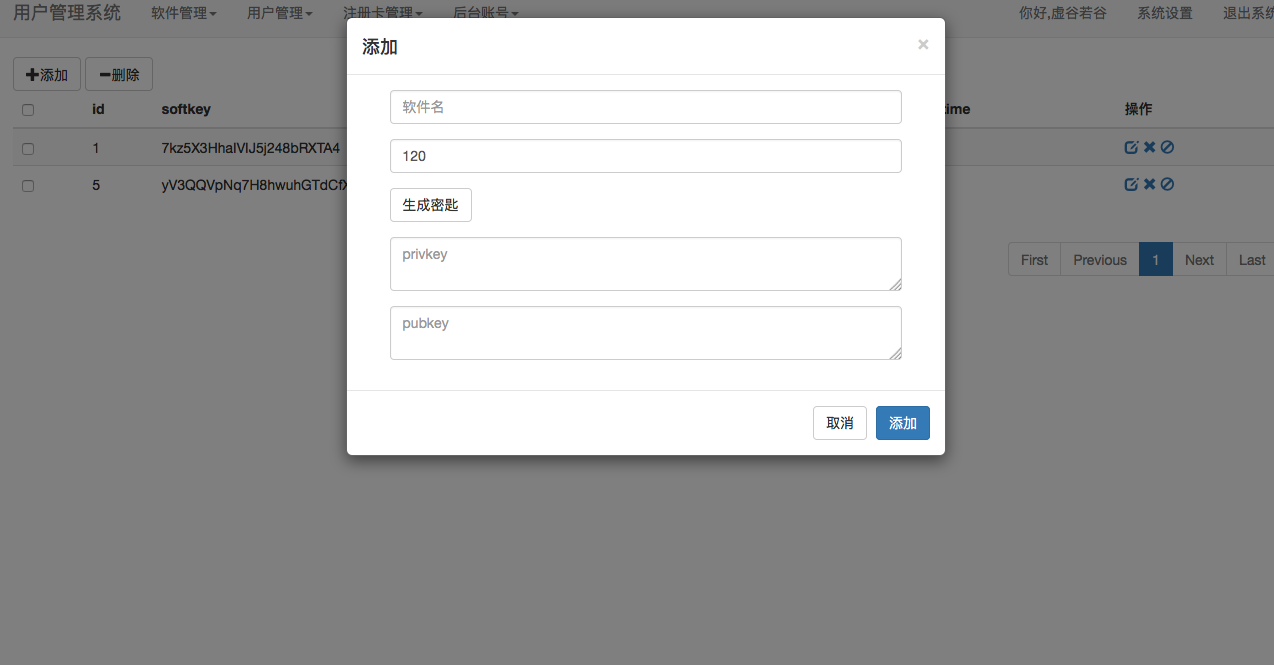 用户管理系统 软件管理 用户管理 注册卡管理 后台账号 你好,虚谷若谷 系统设置 退出系统
添加 ×
添加 删除
软件名
id softkey time 操作
1 7kz5X3HhalVIJ5j248bRXTA4
120
5 yV3QQVpNq7H8hwuhGTdCf
生成密匙
privkey
First Previous 1 Next Last
pubkey
取消 添加